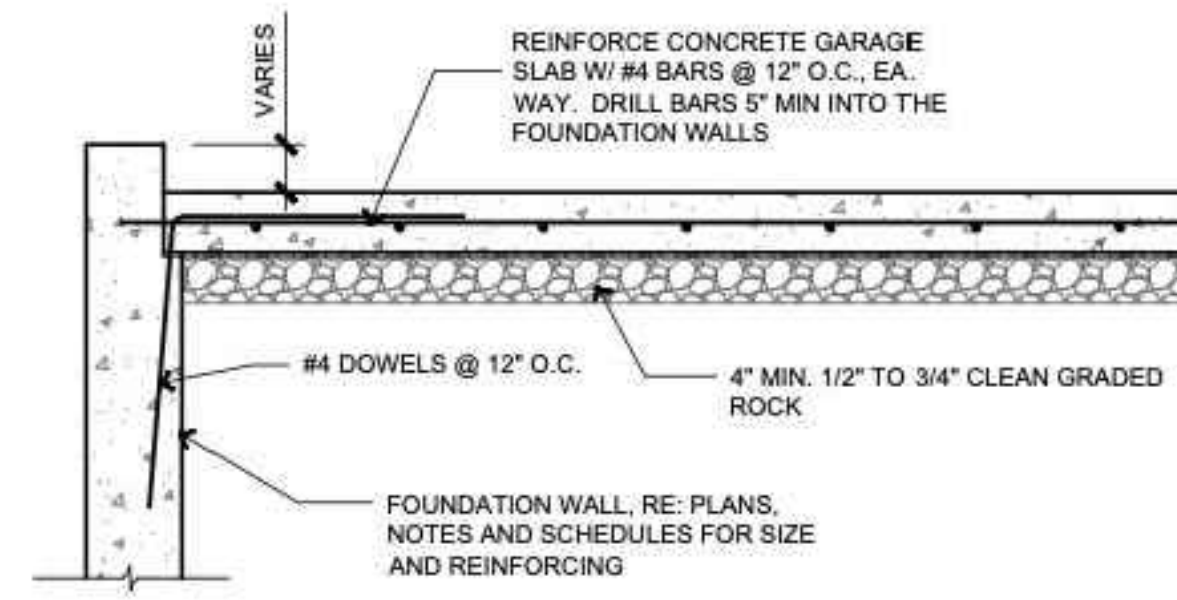 VARIES
REINFORCE CONCRETE GARAGE
SLAB W/ #4 BARS @ 12" O.C., EA.
WAY. DRILL BARS 5" MIN INTO THE
FOUNDATION WALLS
#4 DOWELS @ 12" O.C.
4" MIN. 1/2" TO 3/4" CLEAN GRADED
ROCK
FOUNDATION WALL, RE: PLANS,
NOTES AND SCHEDULES FOR SIZE
AND REINFORCING